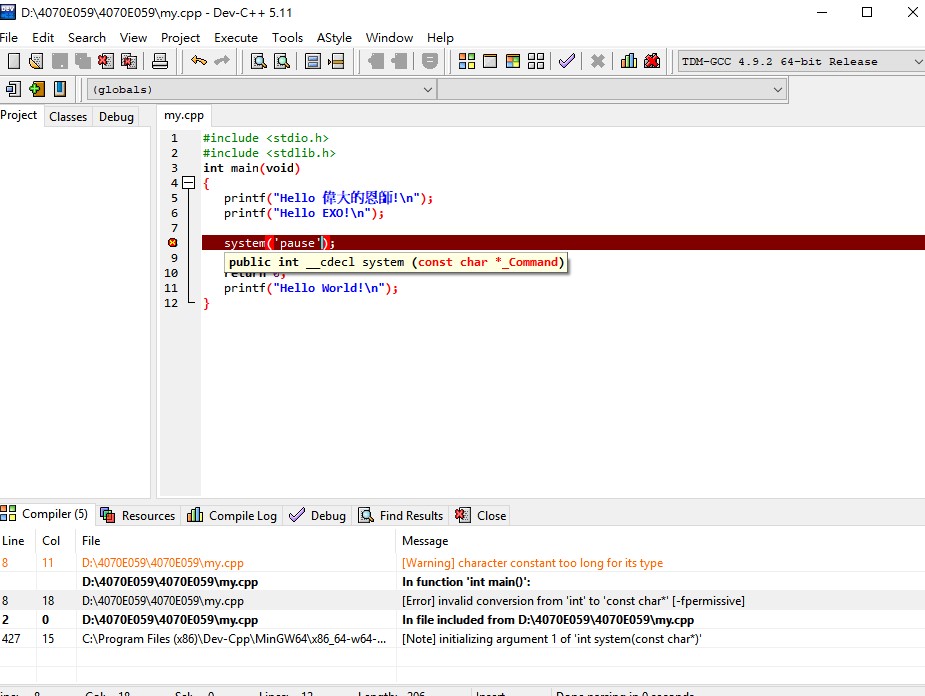 D:\4070E059\4070E059\my.cpp - Dev-C++ 5.11
File Edit Search View Project Execute Tools AStyle Window Help
TDM-GCC 4.9.2 64-bit Release
(globals)
Project Classes Debug my.cpp
1 #include <stdio.h>
2 #include <stdlib.h>
3 int main(void)
4 {
5 printf("Hello 偉大的恩師!\n");
6 printf("Hello EXO!\n");
7
system('pause');
9 public int __cdecl system (const char *_Command)
10 return 0;
11 printf("Hello World!\n");
12 }
Compiler (5) Resources Compile Log Debug Find Results Close
Line Col File Message
8 11 D:\4070E059\4070E059\my.cpp [Warning] character constant too long for its type
D:\4070E059\4070E059\my.cpp In function 'int main()':
8 18 D:\4070E059\4070E059\my.cpp [Error] invalid conversion from 'int' to 'const char*' [-fpermissive]
2 0 D:\4070E059\4070E059\my.cpp In file included from D:\4070E059\4070E059\my.cpp
427 15 C:\Program Files (x86)\Dev-Cpp\MinGW64\x86_64-w64-... [Note] initializing argument 1 of 'int system(const char*)'
Line: 8 Col: 18 Sel: 0 Lines: 12 Length: 206 Insert Done parsing in 0 seconds